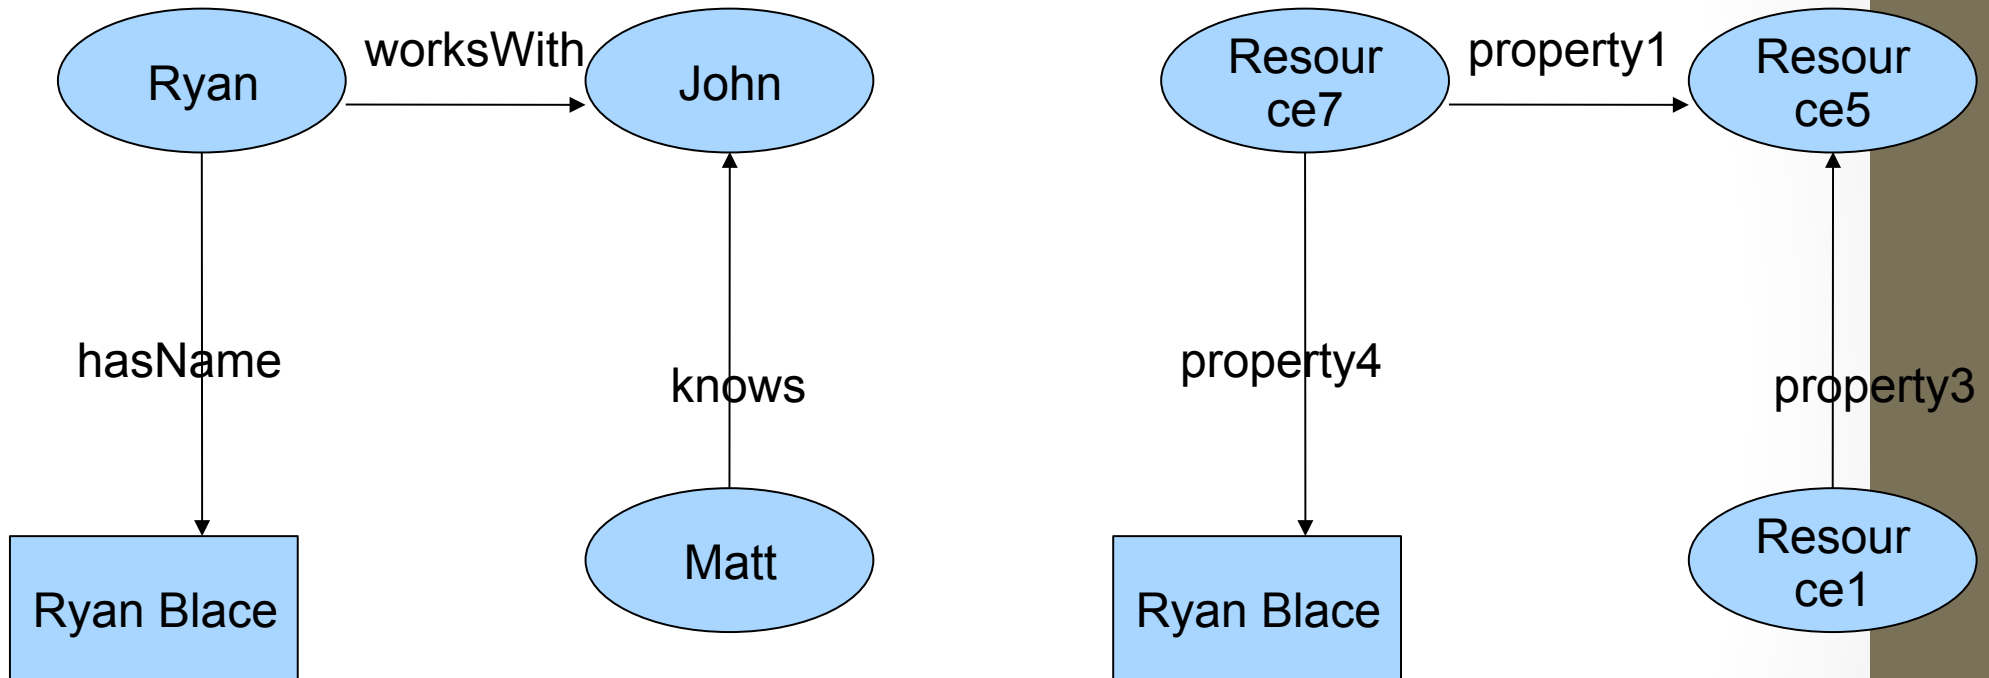 Ryan
worksWith
John
hasName
knows
Ryan Blace
Matt
Resour
ce7
property1
Resour
ce5
property4
property3
Ryan Blace
Resour
ce1